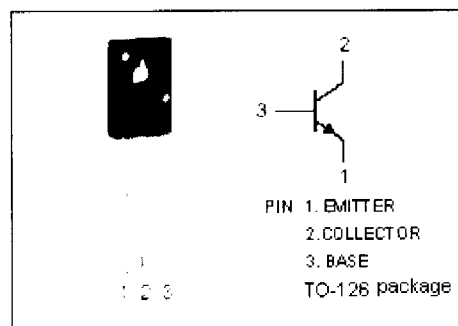 2
3
1
PIN 1. EMITTER
2.COLLECTOR
3. BASE
1 2 3
TO-126 package